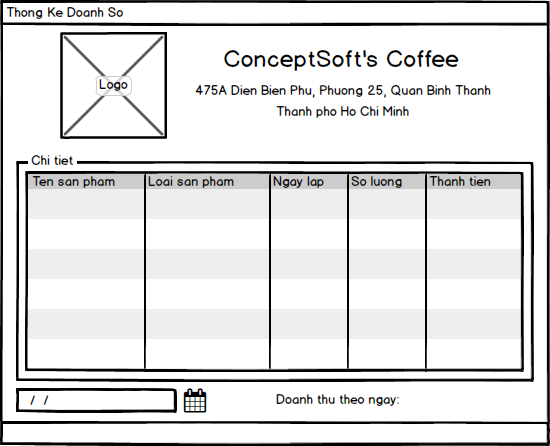 Thong Ke Doanh So
Logo
ConceptSoft's Coffee
475A Dien Bien Phu, Phuong 25, Quan Binh Thanh
Thanh pho Ho Chi Minh
Chi tiet
Ten san pham Loai san pham Ngay lap So luong Thanh tien
/ / Doanh thu theo ngay: